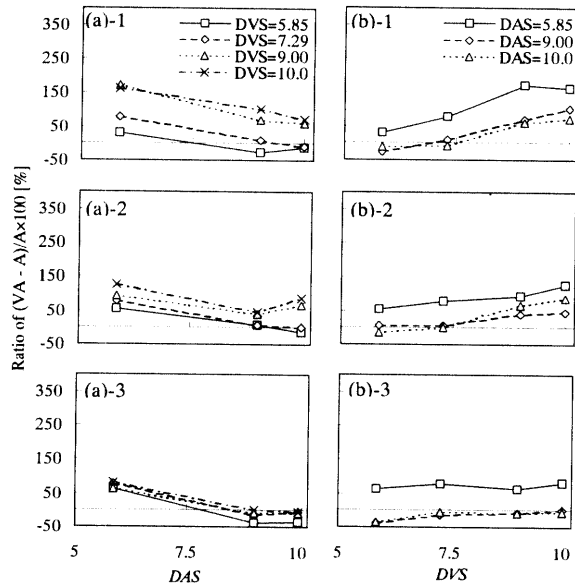 (a)-1
DVS=5.85
DVS=7.29
DVS=9.00
DVS=10.0
(b)-1
DAS=5.85
DAS=9.00
DAS=10.0
350
250
150
50
-50
(a)-2
(b)-2
350
250
150
50
-50
(a)-3
(b)-3
350
250
150
50
-50
Ratio of (VA - A)/A×100 [%]
5 7.5 10
5 7.5 10
DAS
DVS